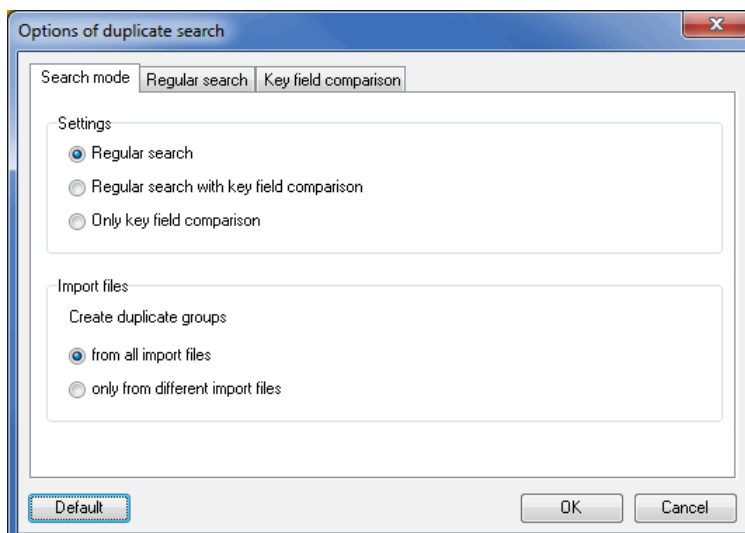 Options of duplicate search
Search mode Regular search Key field comparison
Settings
Regular search
Regular search with key field comparison
Only key field comparison
Import files
Create duplicate groups
from all import files
only from different import files
Default OK Cancel